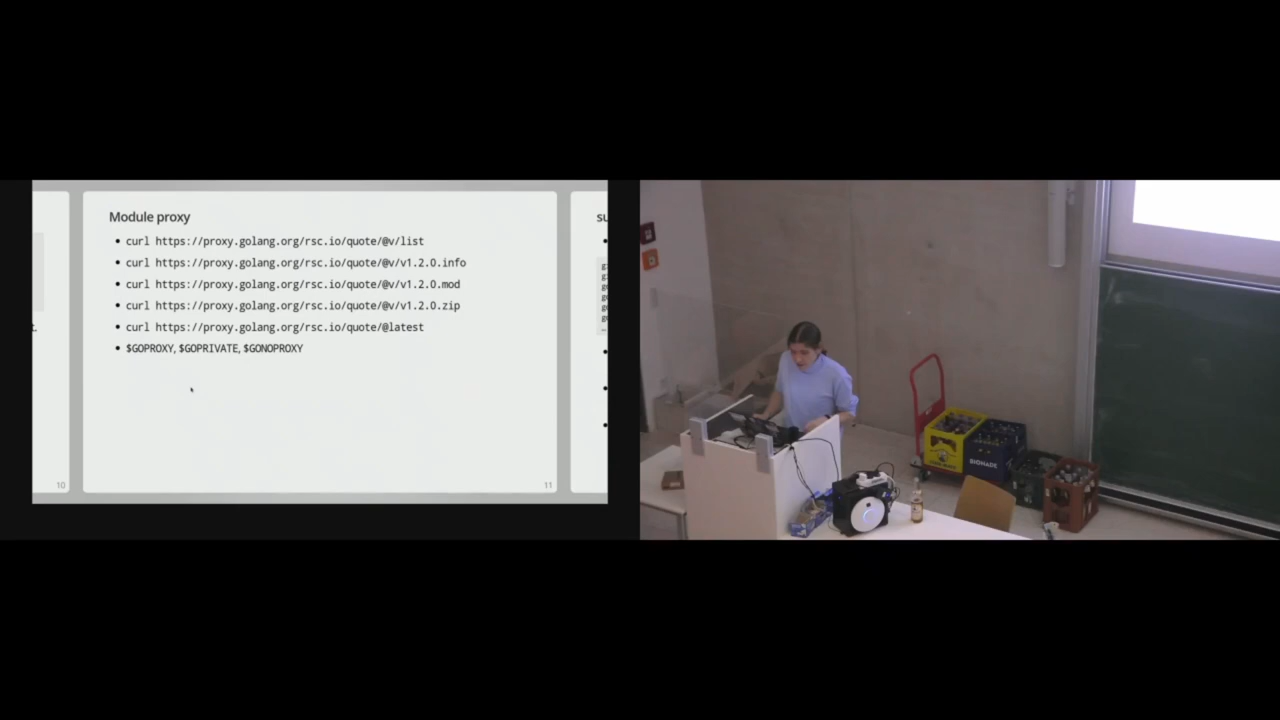 Module proxy
• curl https://proxy.golang.org/rsc.io/quote/@v/list
• curl https://proxy.golang.org/rsc.io/quote/@v/v1.2.0.info
• curl https://proxy.golang.org/rsc.io/quote/@v/v1.2.0.mod
• curl https://proxy.golang.org/rsc.io/quote/@v/v1.2.0.zip
• curl https://proxy.golang.org/rsc.io/quote/@latest
• $GOPROXY, $GOPRIVATE, $GONOPROXY
10
11
su
BIONADE